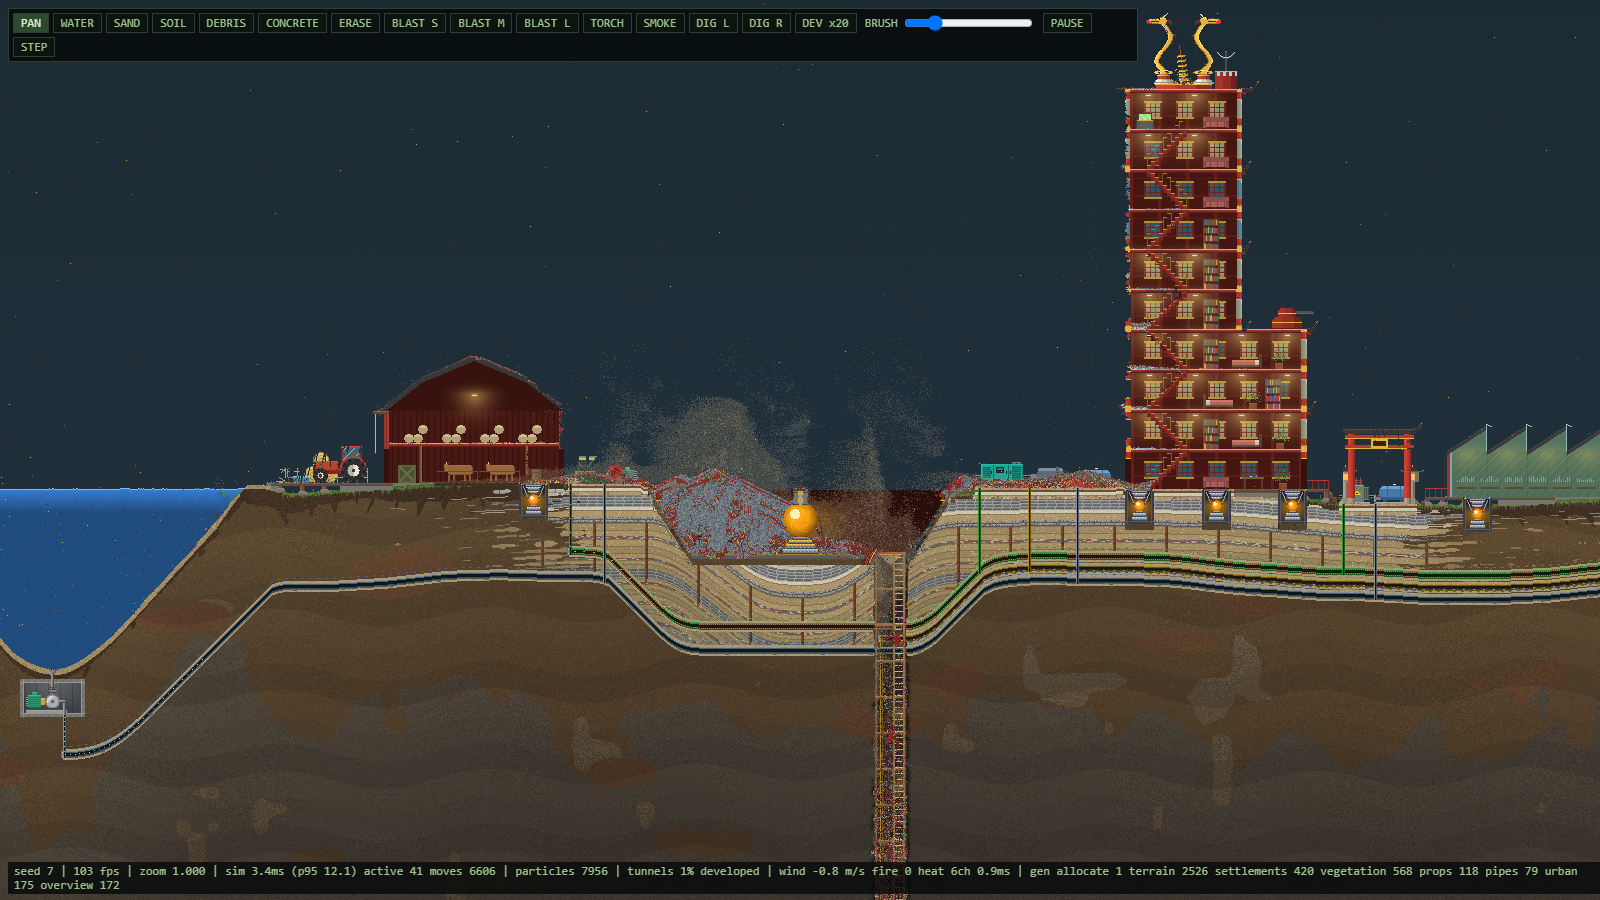 PAN WATER SAND SOIL DEBRIS CONCRETE ERASE BLAST S BLAST M BLAST L TORCH SMOKE DIG L DIG R DEV x20 BRUSH PAUSE
STEP
seed 7 | 103 fps | zoom 1.000 | sim 3.4ms (p95 12.1) active 41 moves 6606 | particles 7956 | tunnels 1% developed | wind -0.8 m/s fire 0 heat 6ch 0.9ms | gen allocate 1 terrain 2526 settlements 420 vegetation 568 props 118 pipes 79 urban
175 overview 172